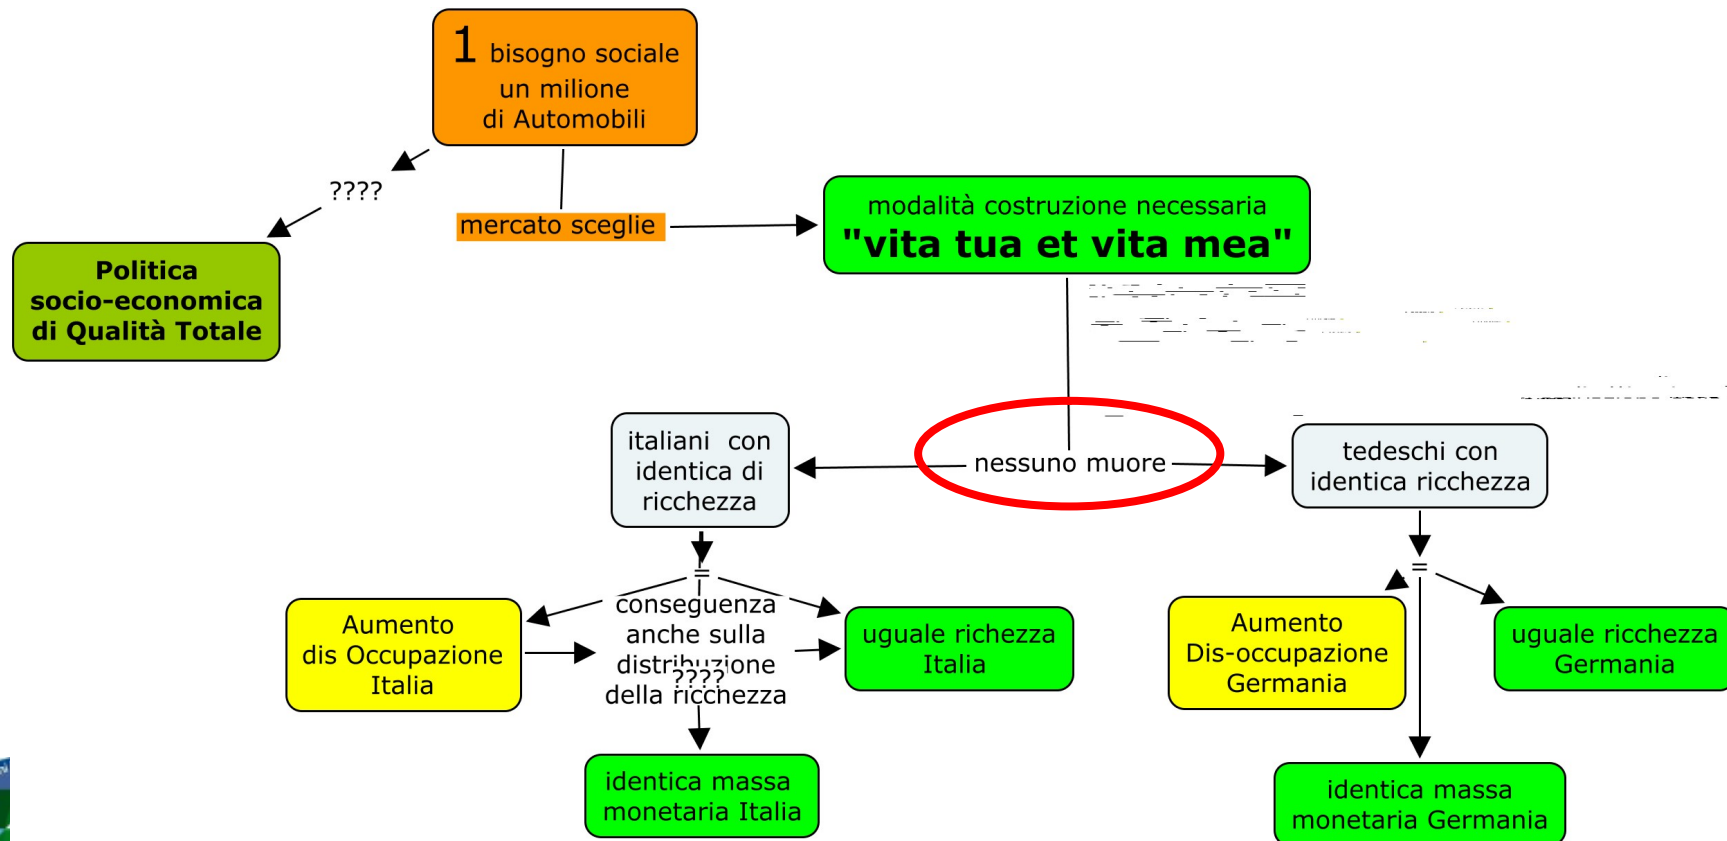 1 bisogno sociale
un milione
di Automobili
????
mercato sceglie
modalità costruzione necessaria
"vita tua et vita mea"
Politica
socio-economica
di Qualità Totale
italiani con
identica di
ricchezza
nessuno muore
tedeschi con
identica ricchezza
=
=
Aumento
dis Occupazione
Italia
conseguenza
anche sulla
distribuzione
della ricchezza
????
uguale richezza
Italia
Aumento
Dis-occupazione
Germania
uguale ricchezza
Germania
identica massa
monetaria Italia
identica massa
monetaria Germania